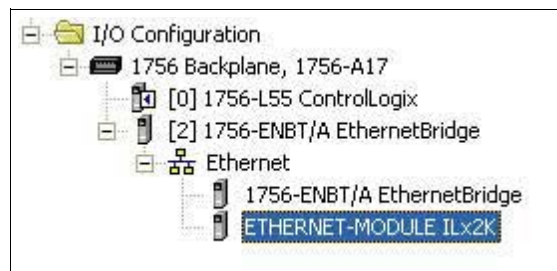 I/O Configuration
1756 Backplane, 1756-A17
[0] 1756-L55 ControlLogix
[2] 1756-ENBT/A EthernetBridge
Ethernet
1756-ENBT/A EthernetBridge
ETHERNET-MODULE ILx2K